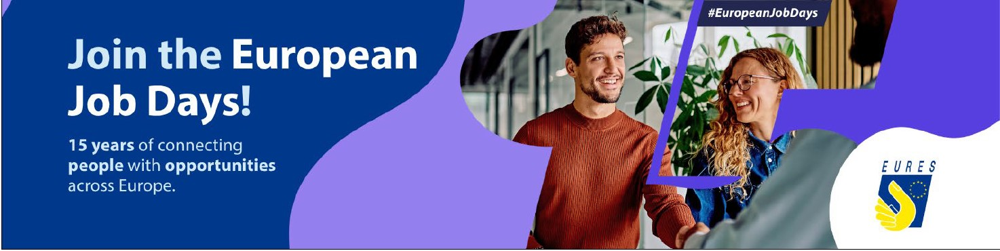 Join the European
Job Days!
15 years of connecting
people with opportunities
across Europe.
#EuropeanJobDays
EURES